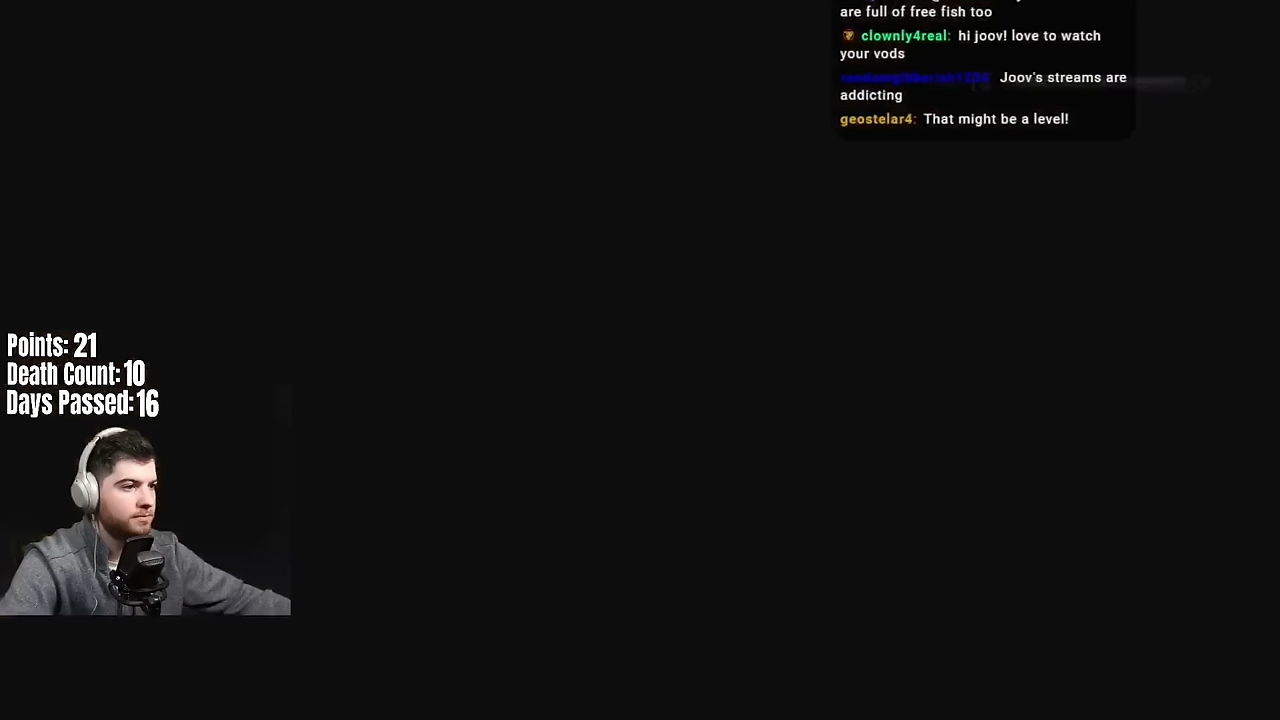 are full of free fish too
clownly4real: hi joov! love to watch
your vods
Joov's streams are
addicting
geostelar4: That might be a level!
Points: 21
Death Count: 10
Days Passed: 16